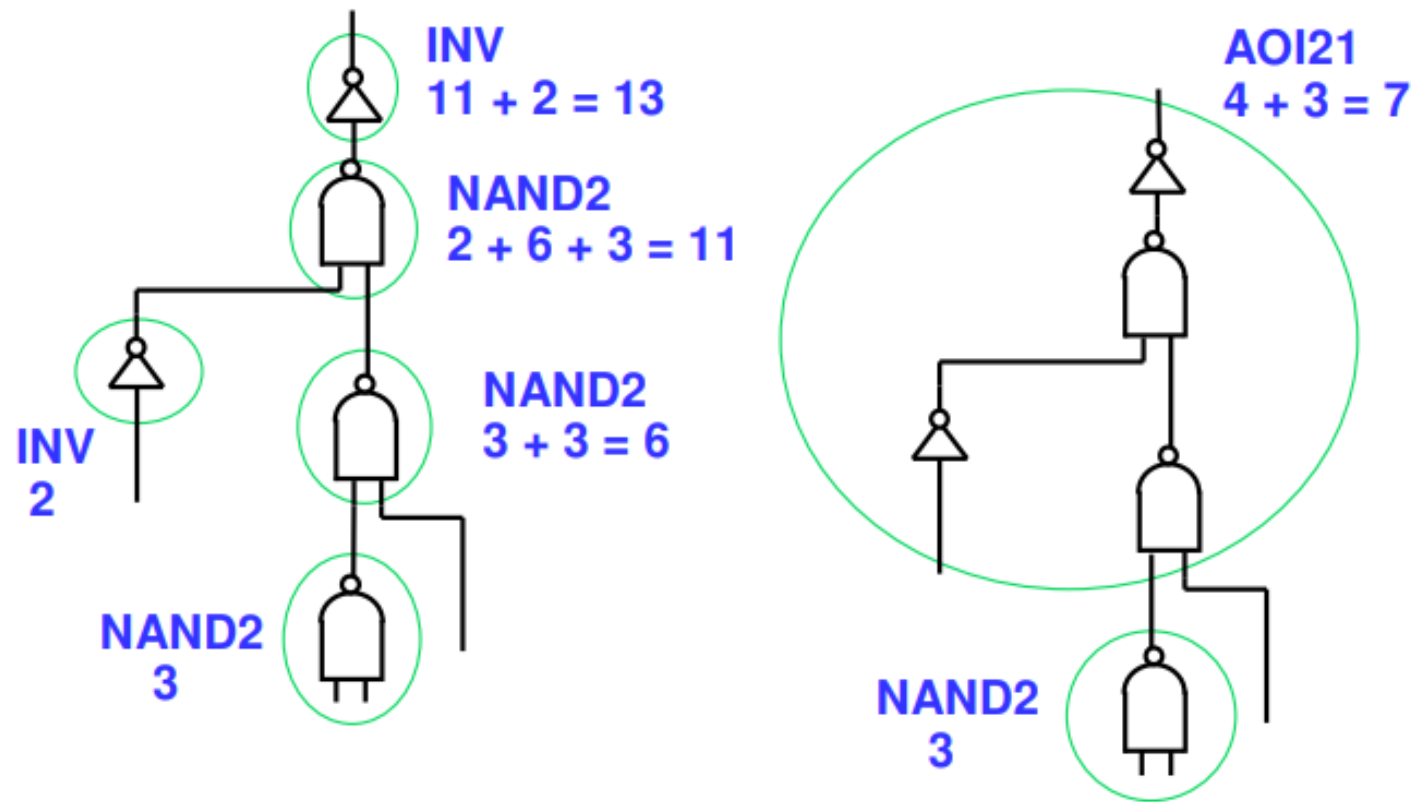 INV
11 + 2 = 13
NAND2
2 + 6 + 3 = 11
NAND2
3 + 3 = 6
INV
2
NAND2
3
AOI21
4 + 3 = 7
NAND2
3